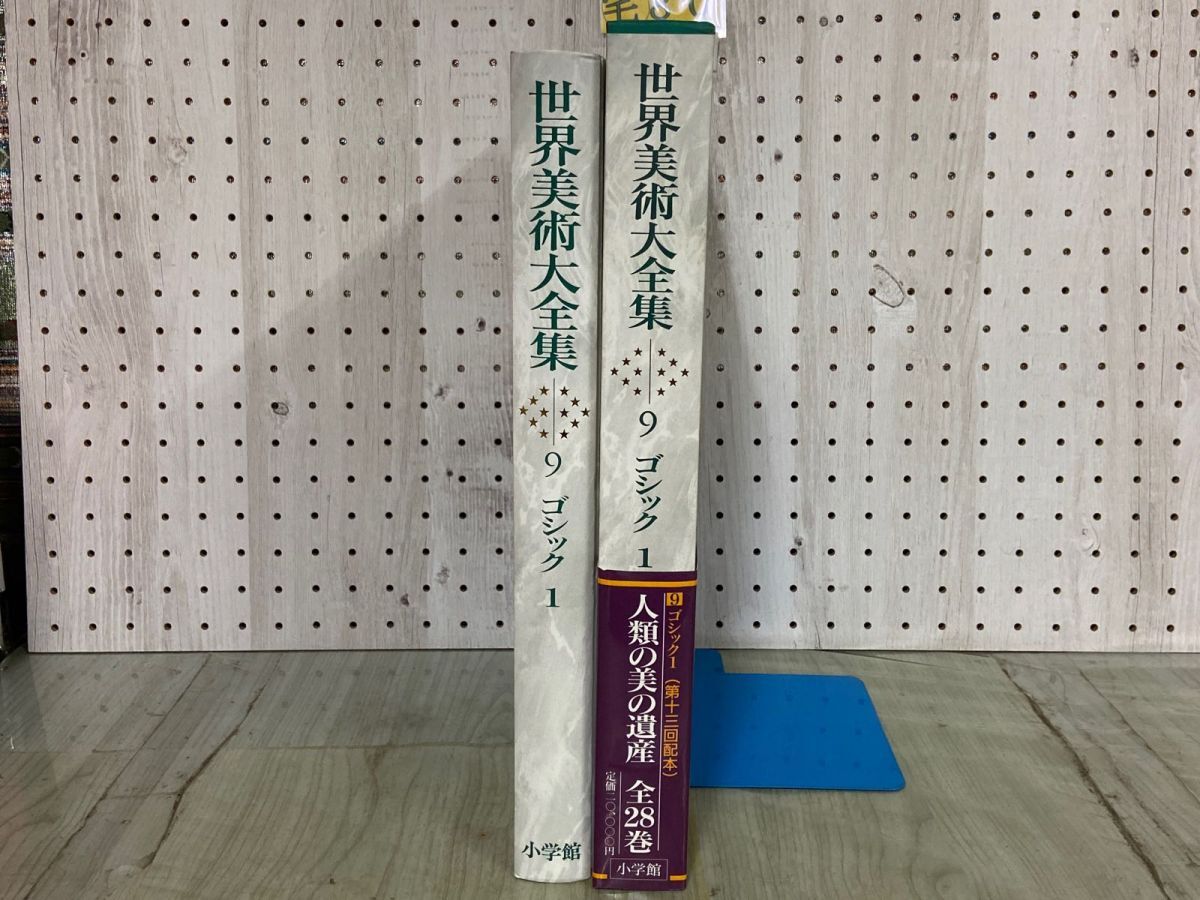 世界美術大全集
9 ゴシック 1
小学館
世界美術大全集
9 ゴシック 1
9 ゴシック1 (第十三回配本)
人類の美の遺産 全28巻
小学館